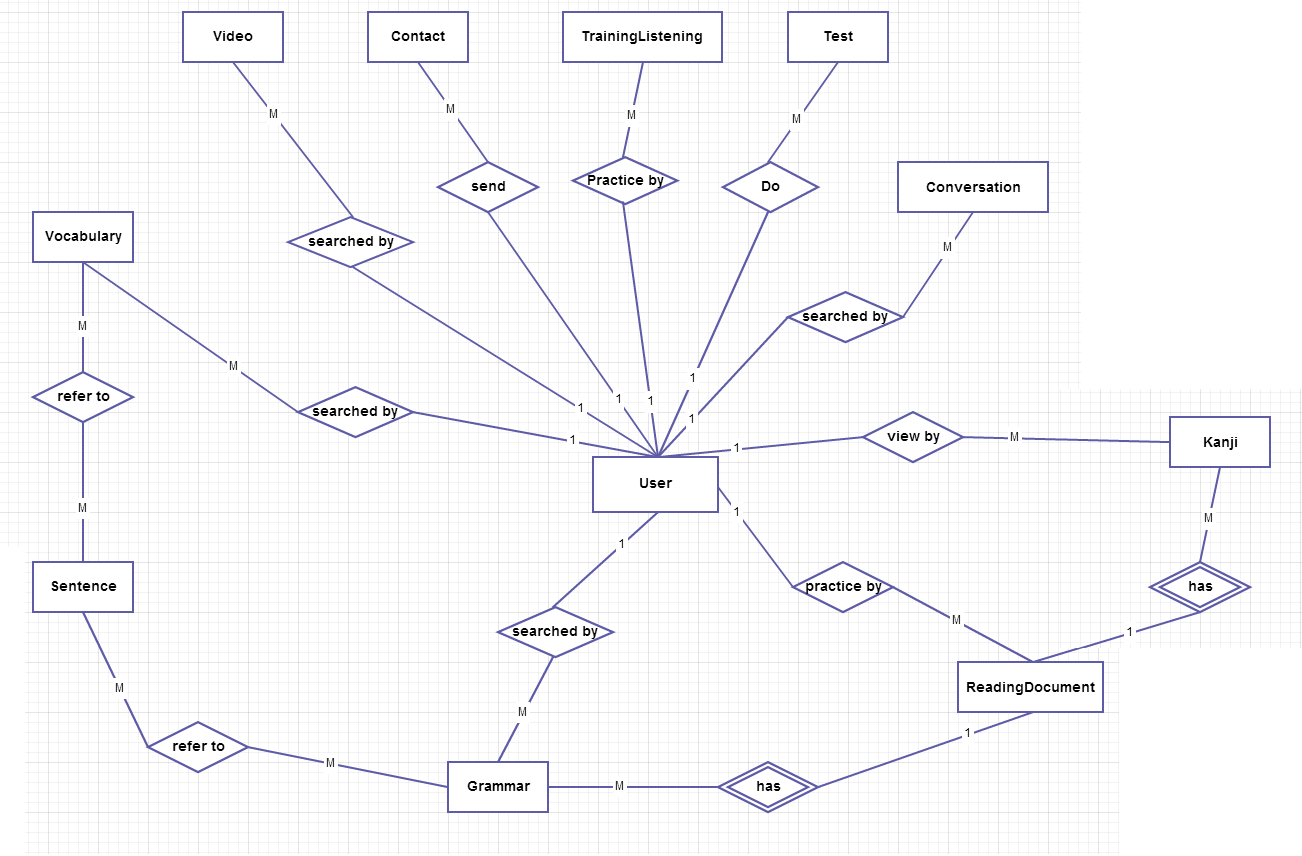 Video
Contact
TrainingListening
Test
M
M
M
M
send
Practice by
Do
Conversation
Vocabulary
searched by
M
M
searched by
M
refer to
searched by
1
1
1
1
1
1
1
view by
M
Kanji
User
M
1
1
M
Sentence
searched by
practice by
has
M
1
M
M
ReadingDocument
refer to
M
M
1
Grammar
M
has